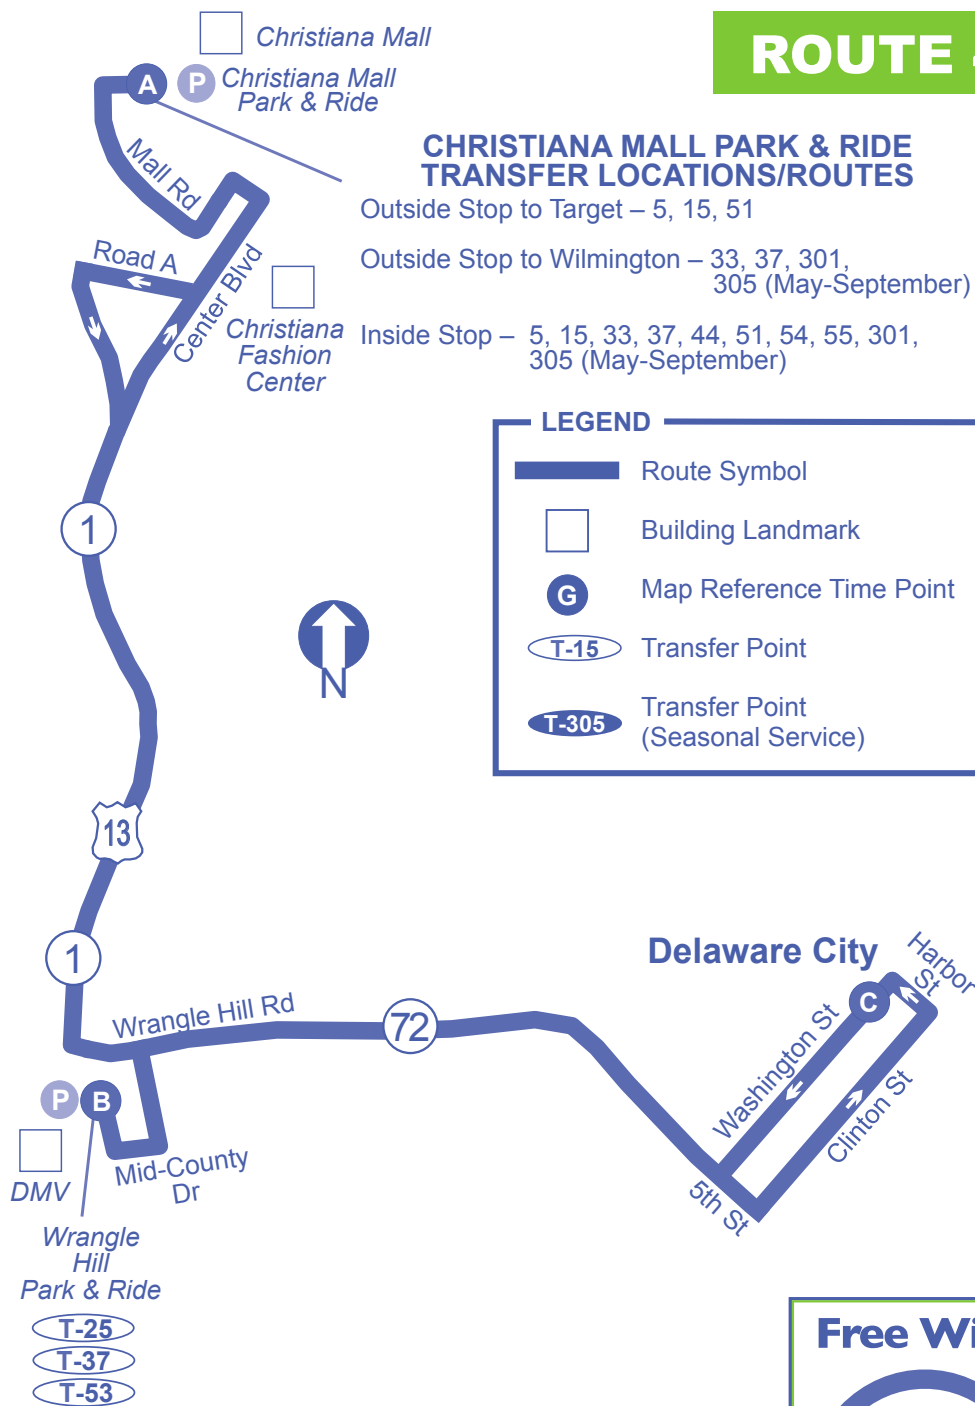 Christiana Mall
ROUTE
A
P
Christiana Mall
Park & Ride
CHRISTIANA MALL PARK & RIDE
TRANSFER LOCATIONS/ROUTES
Outside Stop to Target – 5, 15, 51
Outside Stop to Wilmington – 33, 37, 301,
305 (May-September)
Inside Stop – 5, 15, 33, 37, 44, 51, 54, 55, 301,
305 (May-September)
Mall Rd
Road A
Center Blvd
Christiana
Fashion
Center
LEGEND
Route Symbol
Building Landmark
G
Map Reference Time Point
T-15
Transfer Point
T-305
Transfer Point
(Seasonal Service)
1
N
13
1
Wrangle Hill Rd
72
Delaware City
Harbor
St
C
Washington St
Clinton St
5th St
P
B
DMV
Mid-County
Dr
Wrangle
Hill
Park & Ride
T-25
T-37
T-53
Free